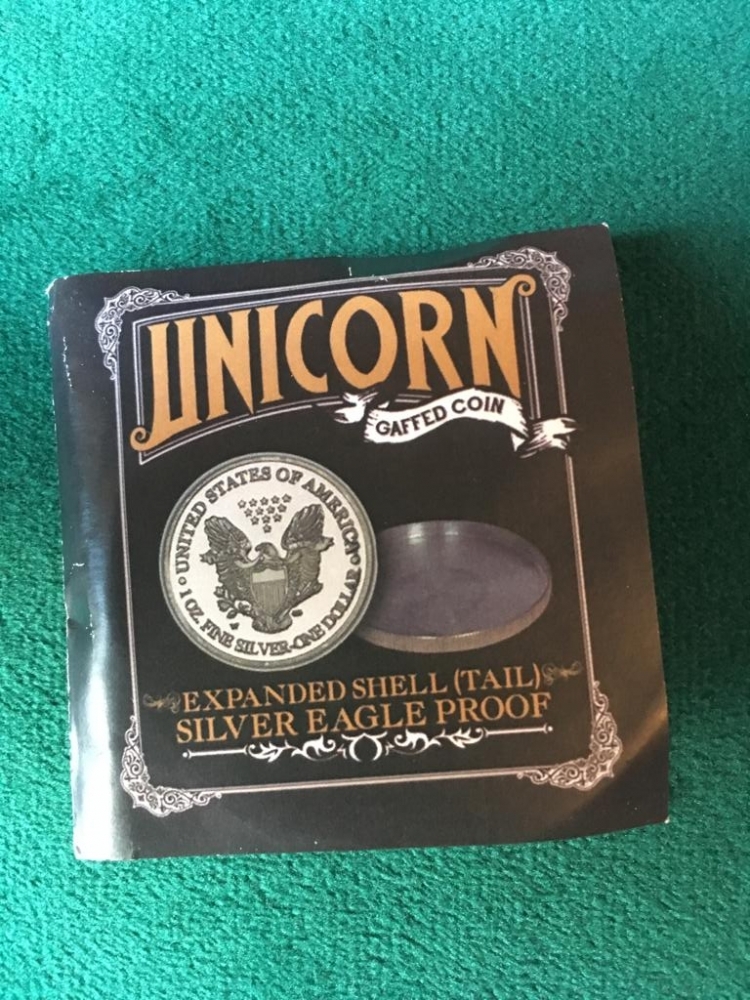 UNICORN
GAFFED COIN
UNITED STATES OF AMERICA
1 OZ. FINE SILVER-ONE DOLLAR
EXPANDED SHELL (TAIL)
SILVER EAGLE PROOF